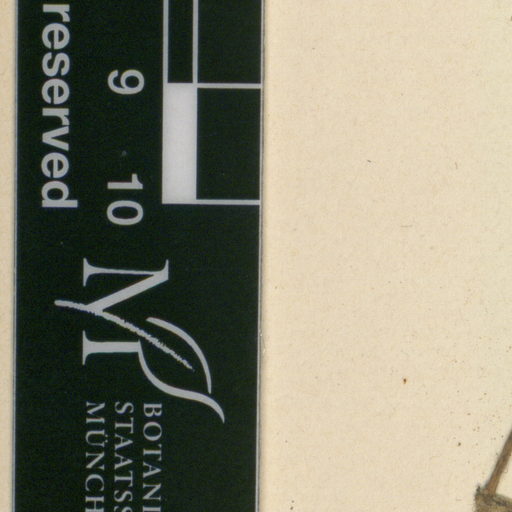 reserved
9 10
M
BOTANI
STAATSS
MÜNCH